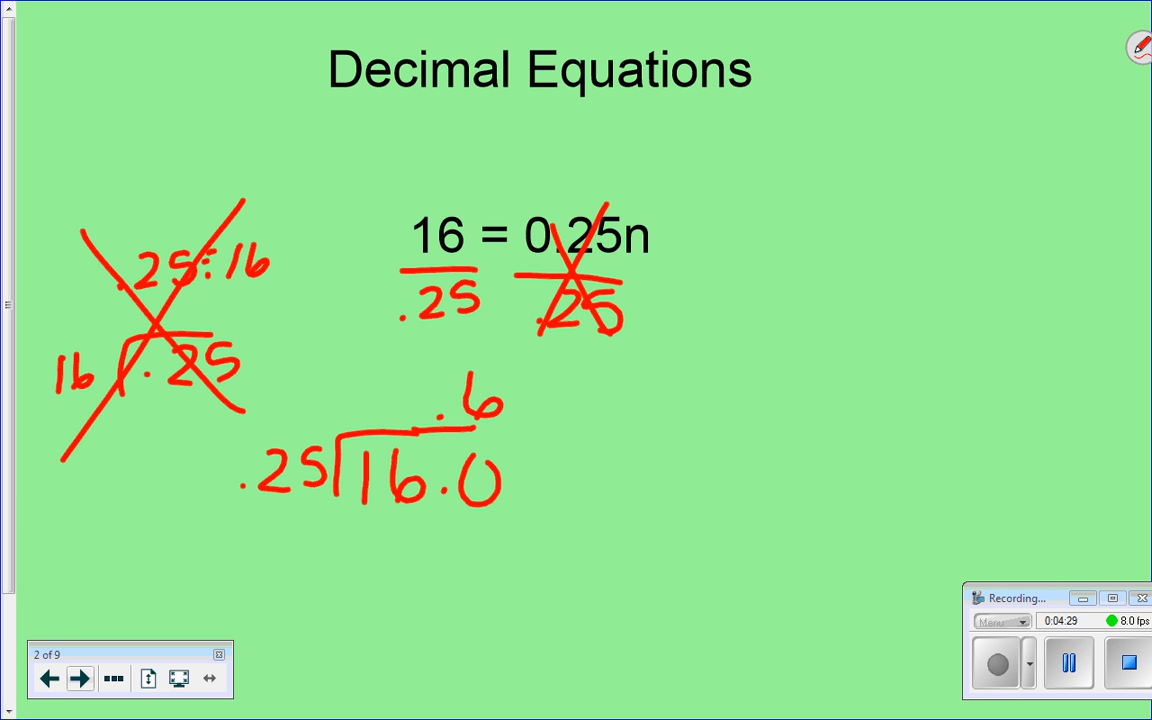 Decimal Equations
16 = 0.25n
.25 .25
.25÷16
16 .25
.6
.25 16.0
Recording...
Menu 0:04:29 8.0 fps
2 of 9